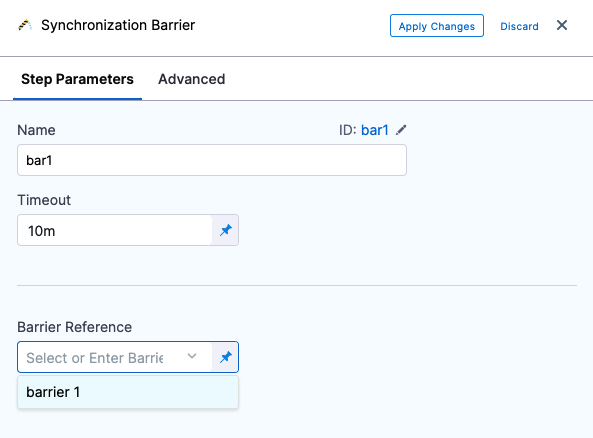 Synchronization Barrier
Apply Changes
Discard
Step Parameters
Advanced
Name
ID: bar1
bar1
Timeout
10m
Barrier Reference
Select or Enter Barrie
barrier 1